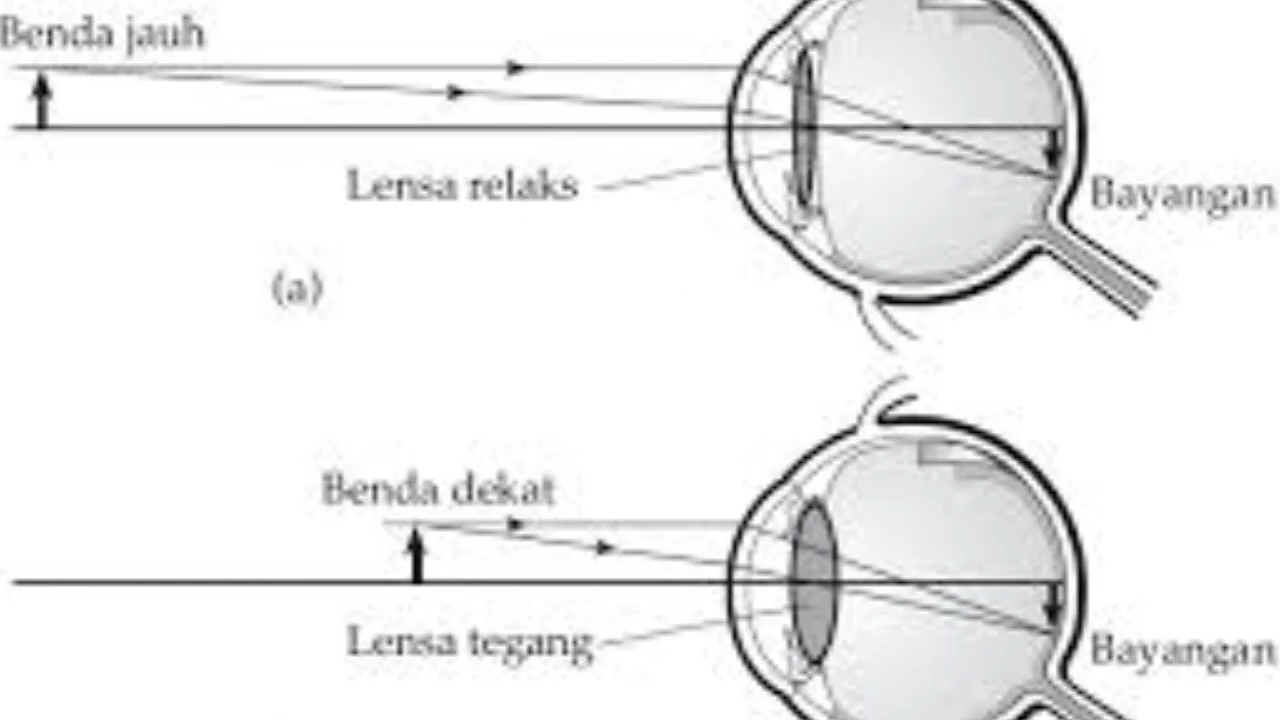 Benda jauh
Lensa relaks
Bayangan
(a)
Benda dekat
Lensa tegang
Bayangan